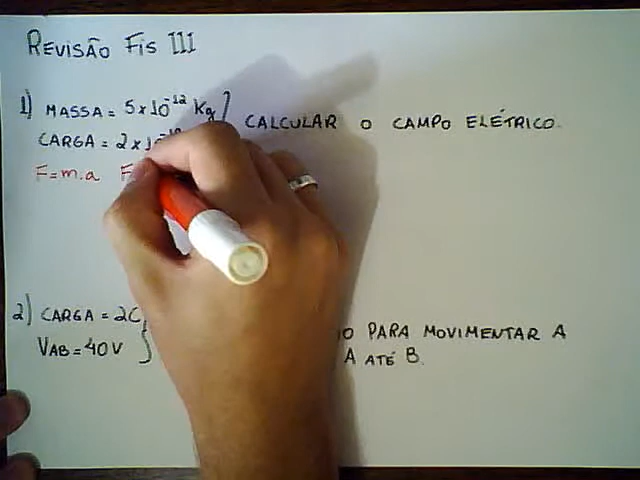 REVISÃO FIS III
1) MASSA = 5 x 10⁻¹² Kg } CALCULAR O CAMPO ELÉTRICO.
CARGA = 2 x 10
F = m.a F
2) CARGA = 2C PARA MOVIMENTAR A
VAB = 40V } A ATÉ B.